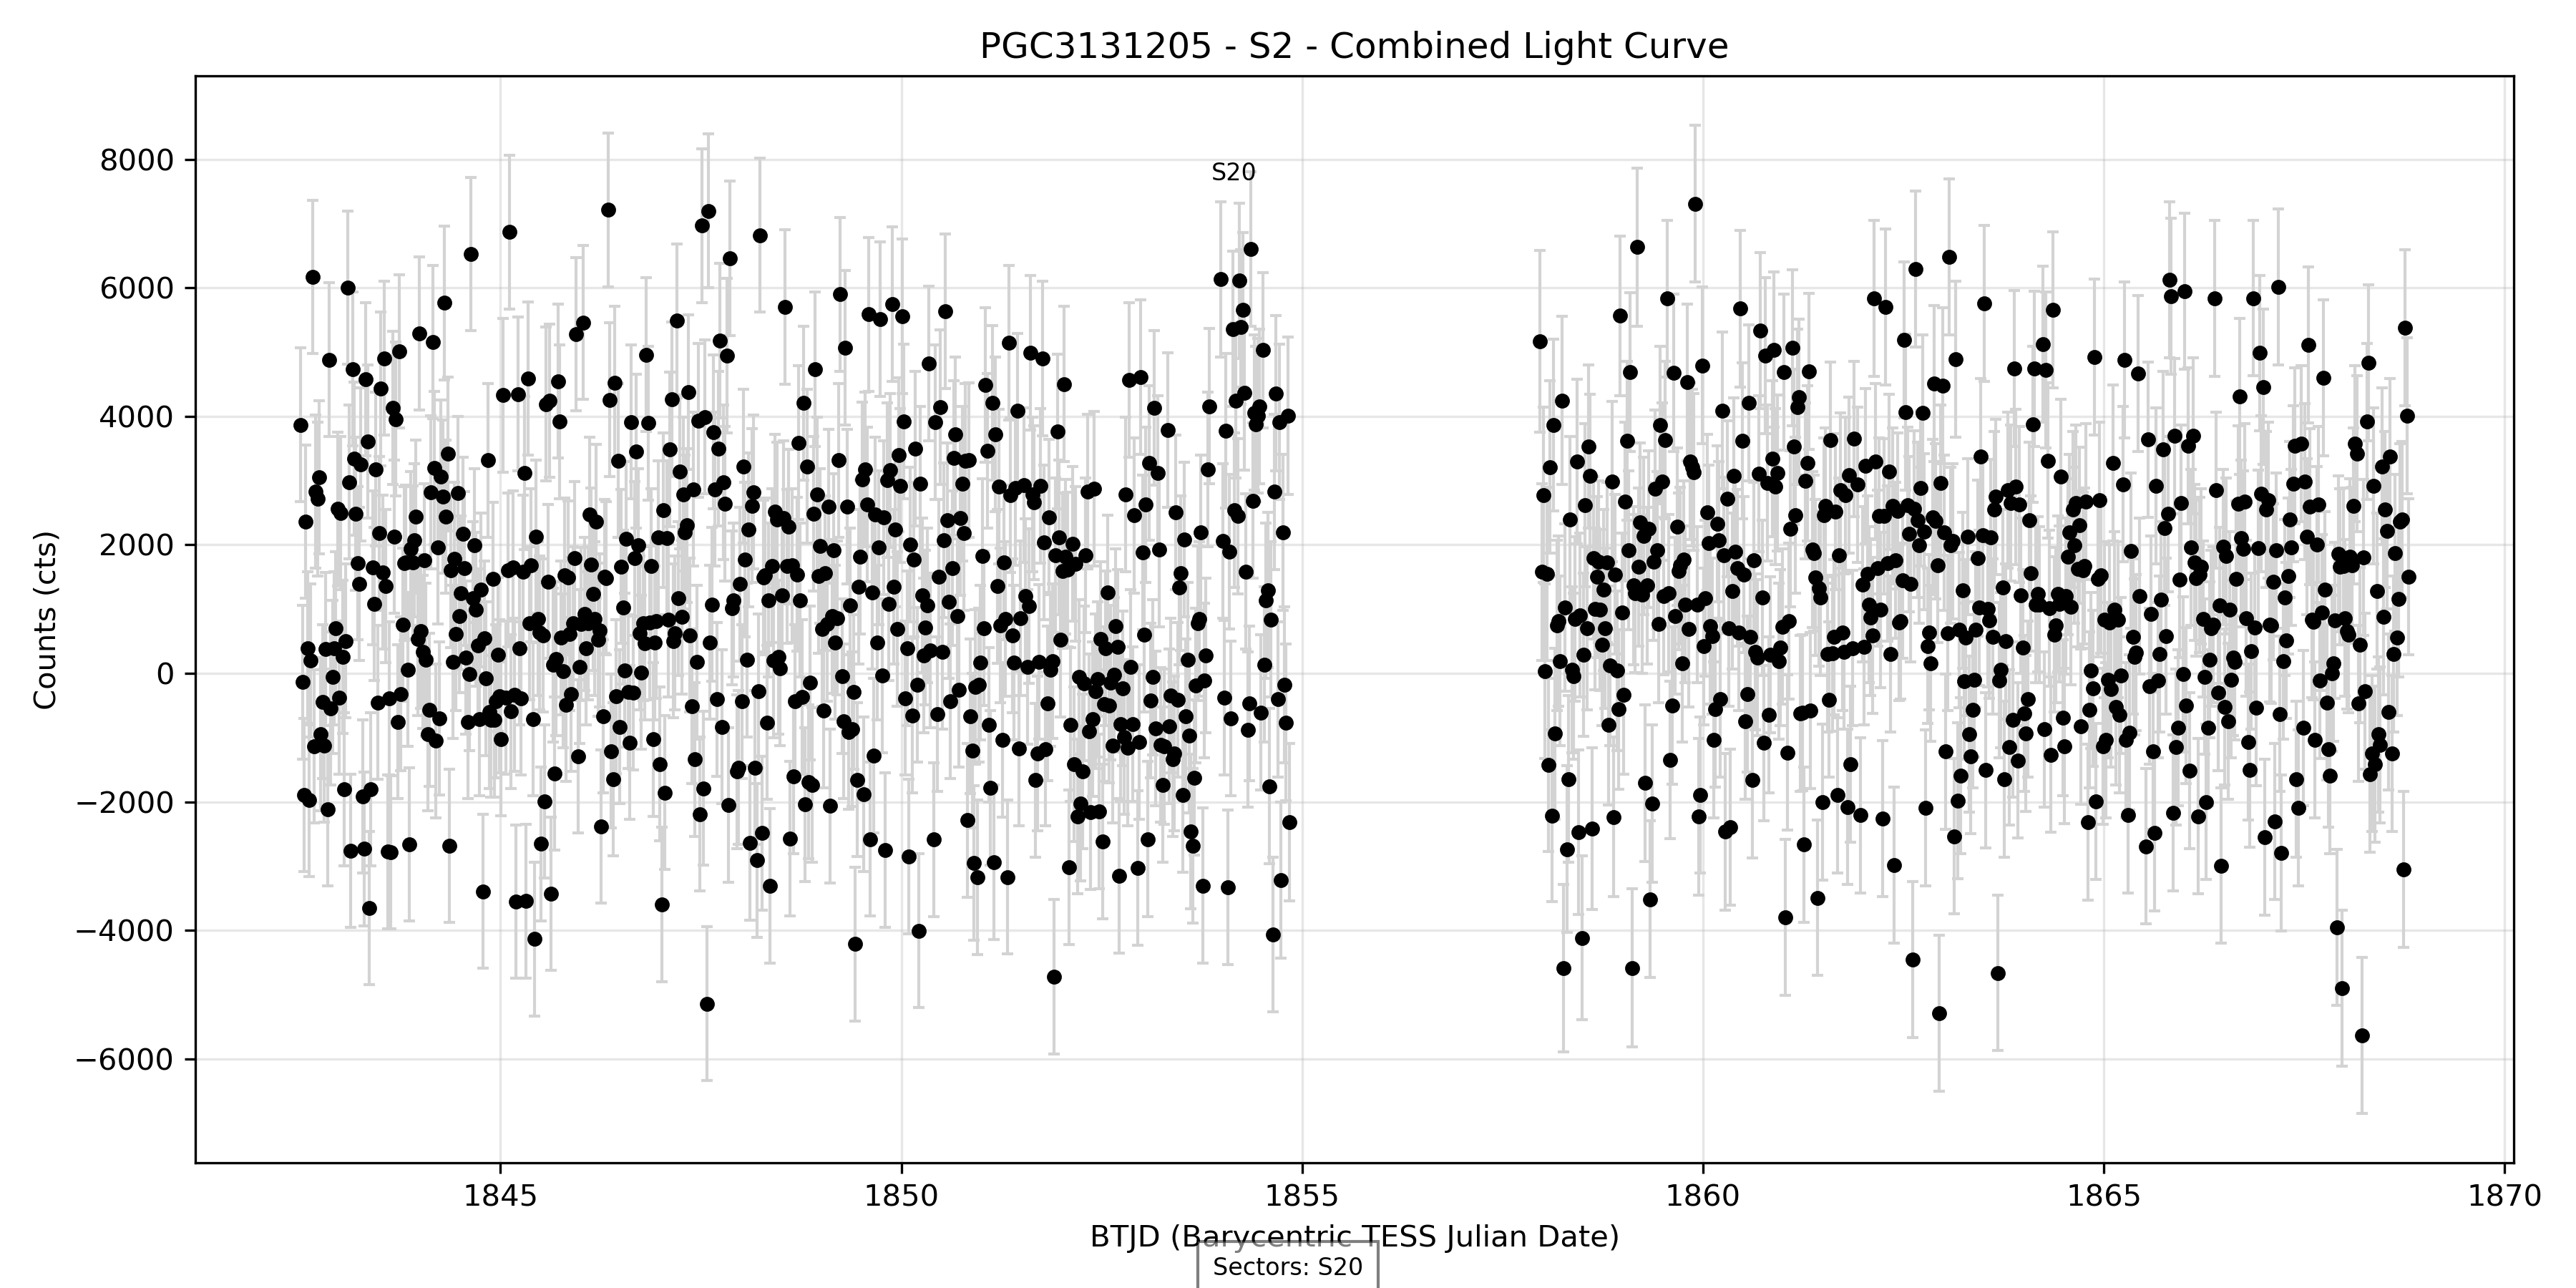 PGC3131205 - S2 - Combined Light Curve
8000
6000
4000
2000
0
−2000
−4000
−6000
Counts (cts)
S20
1845
1850
1855
1860
1865
1870
BTJD (Barycentric TESS Julian Date)
Sectors: S20